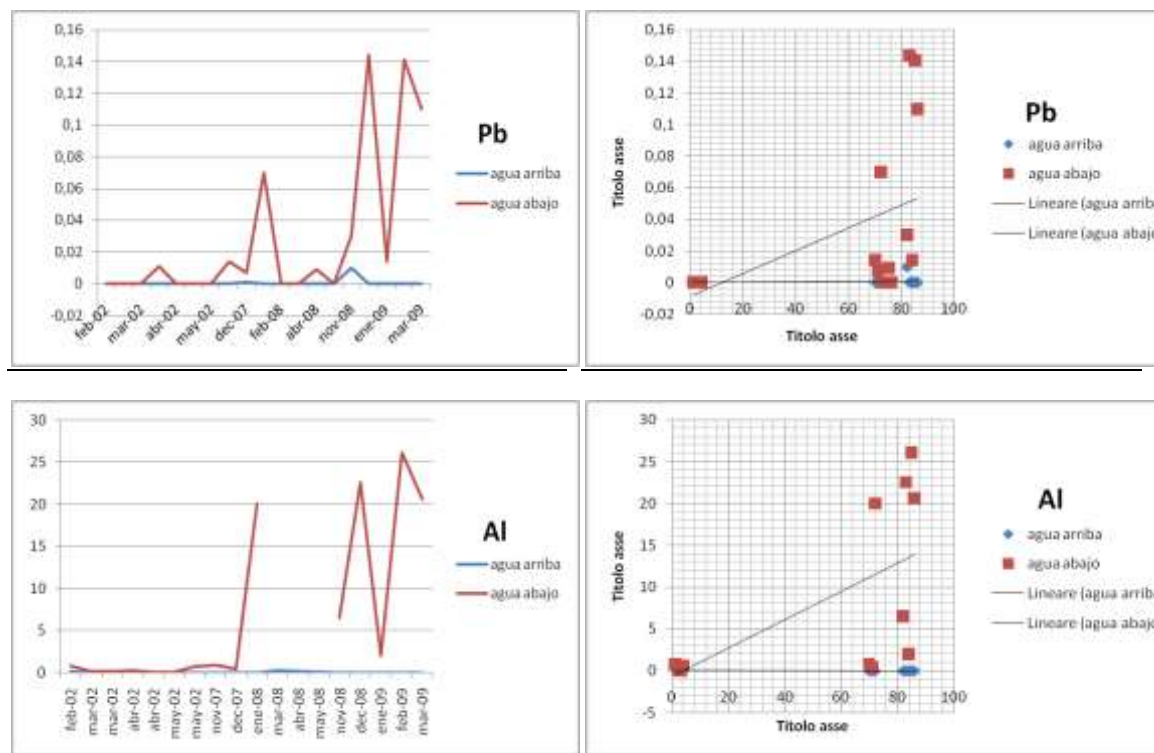 0,16
0,14
0,12
0,1
0,08
0,06
0,04
0,02
0
-0,02
feb-02
mar-02
abr-02
may-02
dec-07
feb-08
abr-08
nov-08
ene-09
mar-09
Pb
agua arriba
agua abajo
0,16
0,14
0,12
0,10
0,08
0,06
0,04
0,02
0,00
-0,02
Titolo asse
0 20 40 60 80 100
Titolo asse
Pb
agua arriba
agua abajo
Lineare (agua arriba
Lineare (agua abajo
30
25
20
15
10
5
0
feb-02
mar-02
mar-02
abr-02
abr-02
may-02
may-02
nov-07
dec-07
ene-08
mar-08
abr-08
may-08
nov-08
dec-08
ene-09
feb-09
mar-09
Al
agua arriba
agua abajo
30
25
20
15
10
5
0
-5
Titolo asse
0 20 40 60 80 100
Titolo asse
Al
agua arriba
agua abajo
Lineare (agua arriba
Lineare (agua abajo